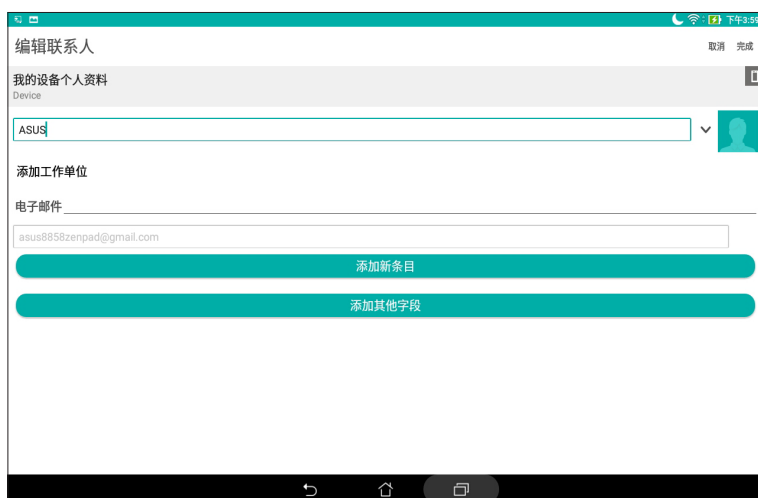 下午3:59
编辑联系人
取消 完成
我的设备个人资料
Device
ASUS
添加工作单位
电子邮件
asus8858zenpad@gmail.com
添加新条目
添加其他字段